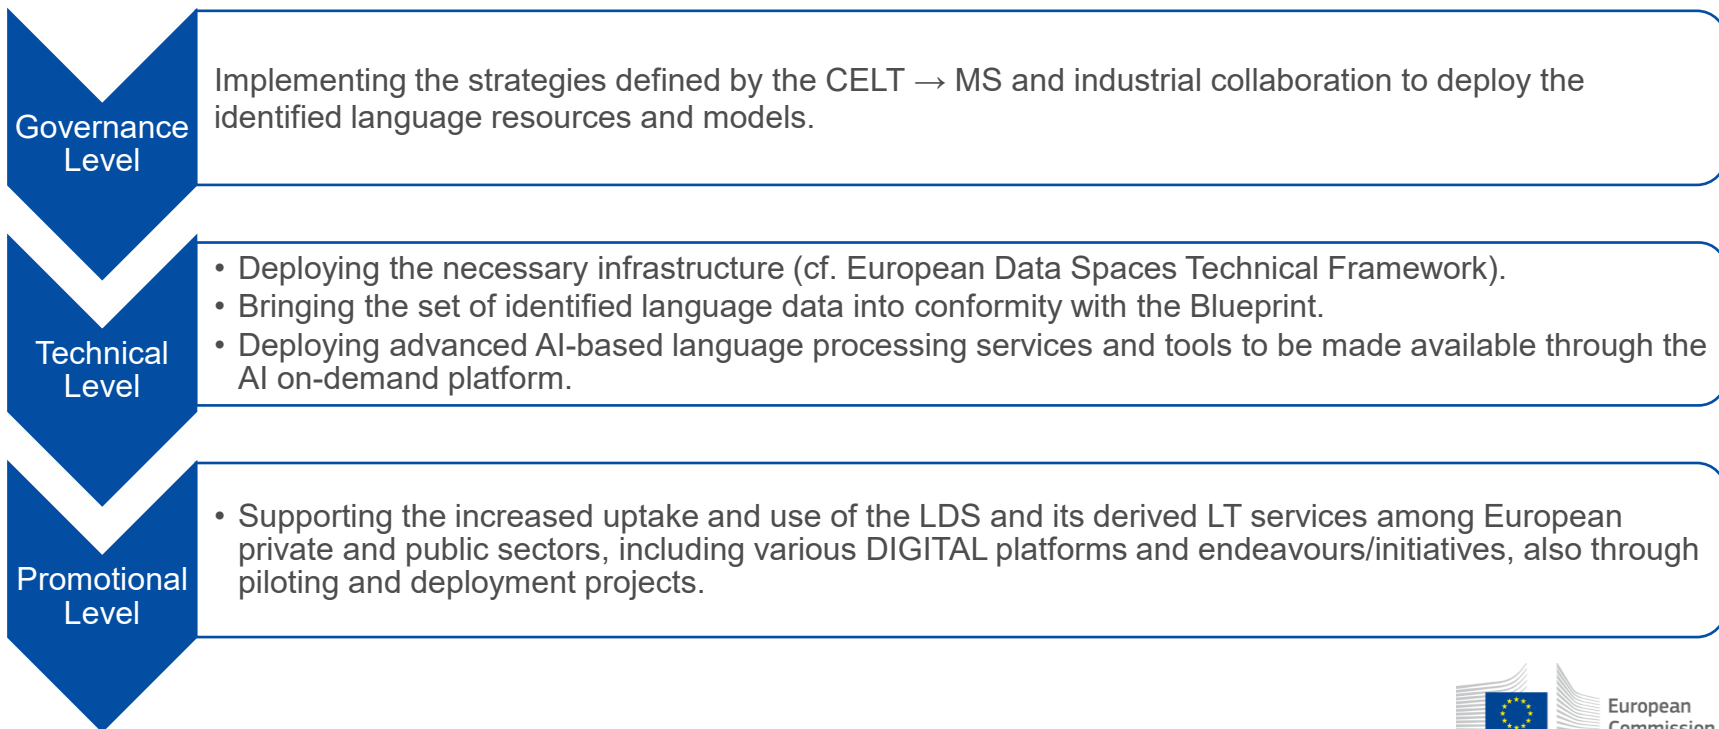 Governance
Level
Implementing the strategies defined by the CELT → MS and industrial collaboration to deploy the
identified language resources and models.
Technical
Level
• Deploying the necessary infrastructure (cf. European Data Spaces Technical Framework).
• Bringing the set of identified language data into conformity with the Blueprint.
• Deploying advanced AI-based language processing services and tools to be made available through the
AI on-demand platform.
Promotional
Level
• Supporting the increased uptake and use of the LDS and its derived LT services among European
private and public sectors, including various DIGITAL platforms and endeavours/initiatives, also through
piloting and deployment projects.
European
Commission